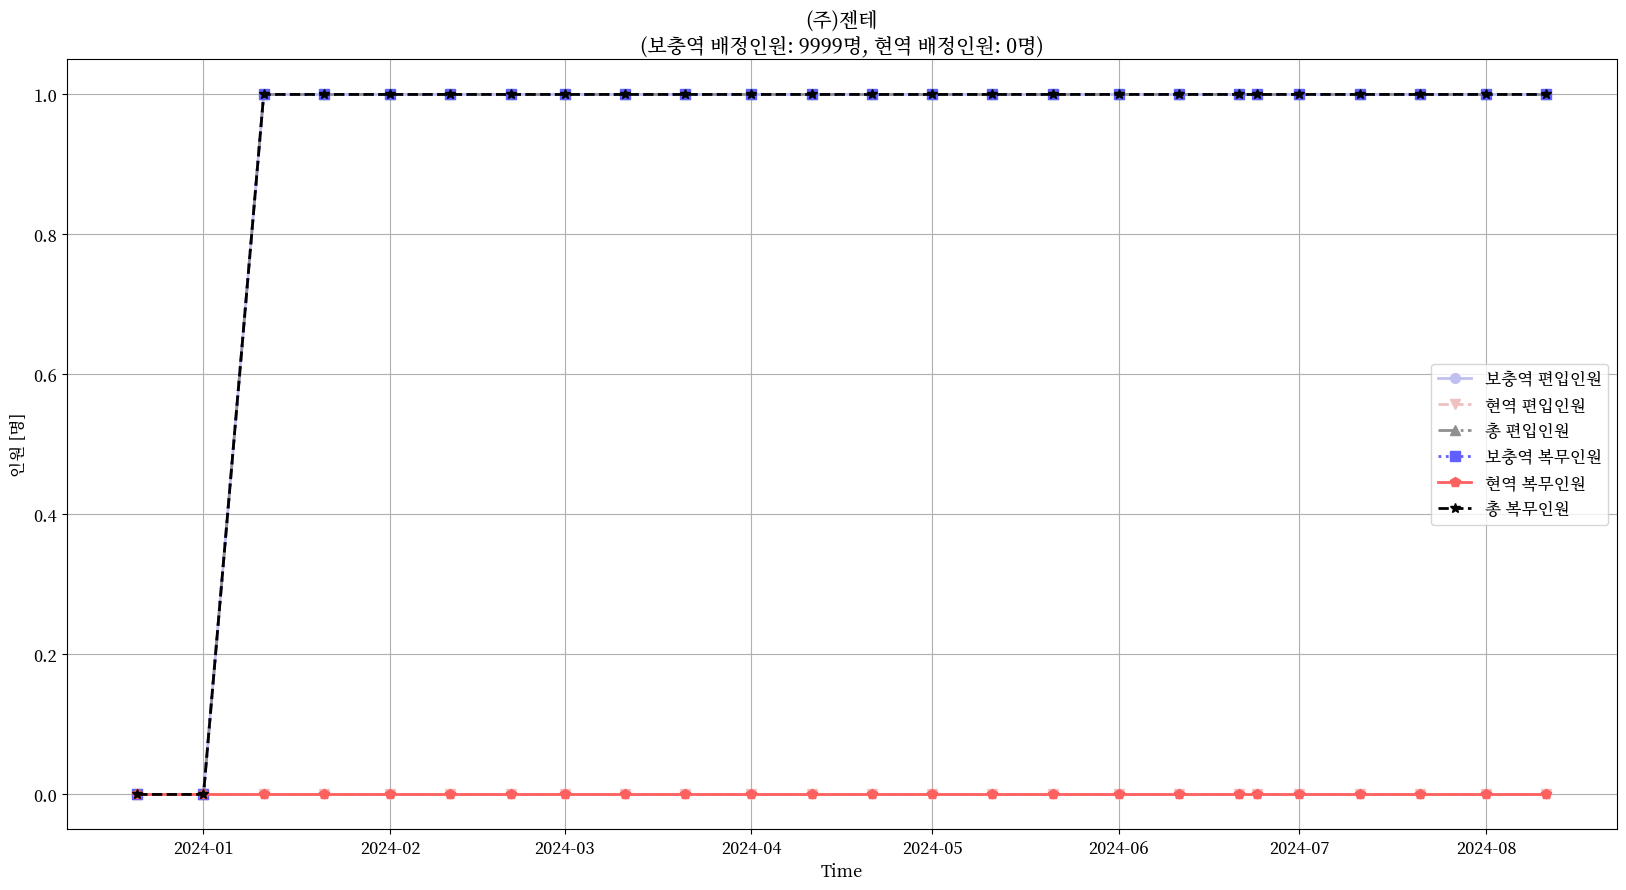 (주)젠테
(보충역 배정인원: 9999명, 현역 배정인원: 0명)
인원 [명]
1.0
0.8
0.6
0.4
0.2
0.0
보충역 편입인원
현역 편입인원
총 편입인원
보충역 복무인원
현역 복무인원
총 복무인원
2024-01
2024-02
2024-03
2024-04
2024-05
2024-06
2024-07
2024-08
Time